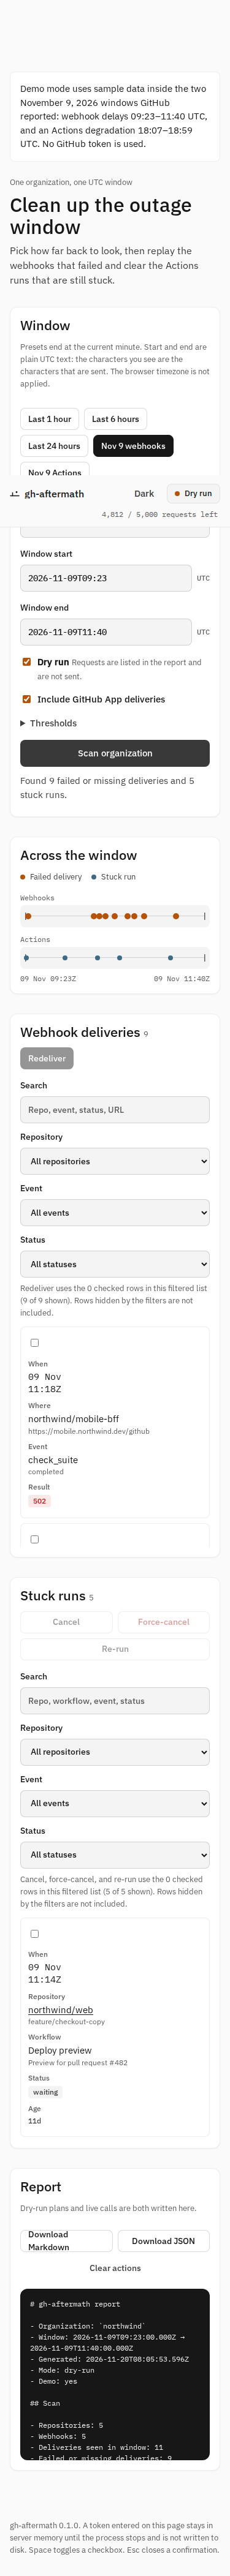 Demo mode uses sample data inside the two
November 9, 2026 windows GitHub
reported: webhook delays 09:23–11:40 UTC,
and an Actions degradation 18:07–18:59
UTC. No GitHub token is used.
One organization, one UTC window
Clean up the outage
window
Pick how far back to look, then replay the
webhooks that failed and clear the Actions
runs that are still stuck.
Window
Presets end at the current minute. Start and end are
plain UTC text: the characters you see are the
characters that are sent. The browser timezone is not
applied.
Last 1 hour
Last 6 hours
Last 24 hours
Nov 9 webhooks
Nov 9 Actions
gh-aftermath
Dark
Dry run
4,812 / 5,000 requests left
Window start
2026-11-09T09:23
UTC
Window end
2026-11-09T11:40
UTC
Dry run Requests are listed in the report and
are not sent.
Include GitHub App deliveries
Thresholds
Scan organization
Found 9 failed or missing deliveries and 5
stuck runs.
Across the window
Failed delivery
Stuck run
Webhooks
Actions
09 Nov 09:23Z
09 Nov 11:40Z
Webhook deliveries 9
Redeliver
Search
Repo, event, status, URL
Repository
All repositories
Event
All events
Status
All statuses
Redeliver uses the 0 checked rows in this filtered list
(9 of 9 shown). Rows hidden by the filters are not
included.
When
09 Nov
11:18Z
Where
northwind/mobile-bff
https://mobile.northwind.dev/github
Event
check_suite
completed
Result
502
Stuck runs 5
Cancel
Force-cancel
Re-run
Search
Repo, workflow, event, status
Repository
All repositories
Event
All events
Status
All statuses
Cancel, force-cancel, and re-run use the 0 checked
rows in this filtered list (5 of 5 shown). Rows hidden
by the filters are not included.
When
09 Nov
11:14Z
Repository
northwind/web
feature/checkout-copy
Workflow
Deploy preview
Preview for pull request #482
Status
waiting
Age
11d
Report
Dry-run plans and live calls are both written here.
Download
Markdown
Download JSON
Clear actions
# gh-aftermath report
- Organization: `northwind`
- Window: 2026-11-09T09:23:00.000Z →
2026-11-09T11:40:00.000Z
- Generated: 2026-11-20T08:05:53.596Z
- Mode: dry-run
- Demo: yes
## Scan
- Repositories: 5
- Webhooks: 5
- Deliveries seen in window: 11
- Failed or missing deliveries: 9
gh-aftermath 0.1.0. A token entered on this page stays in
server memory until the process stops and is not written to
disk. Space toggles a checkbox. Esc closes a confirmation.